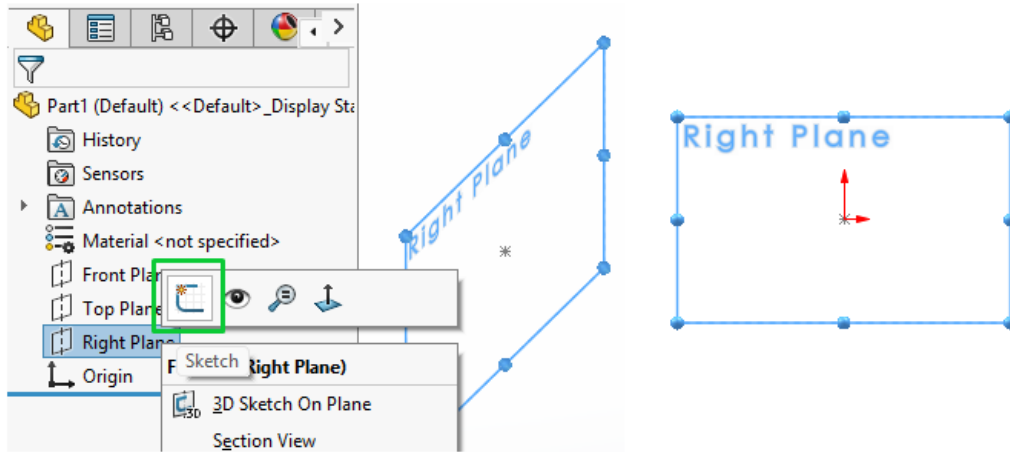 Part1 (Default) <<Default>_Display Sta
History
Sensors
Annotations
Material <not specified>
Front Plan
Top Plane
Right Plane
Origin
Sketch
(Right Plane)
3D Sketch On Plane
Section View
Right Plane
Right Plane